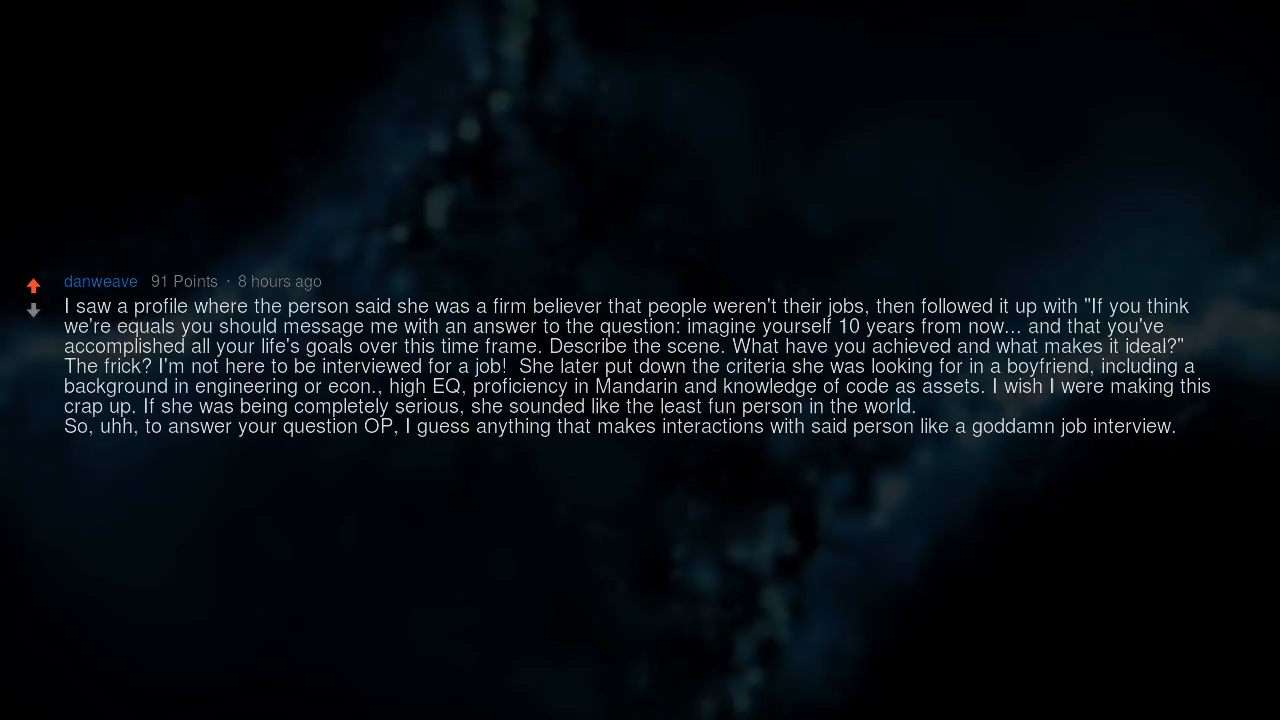 danweave 91 Points · 8 hours ago
I saw a profile where the person said she was a firm believer that people weren't their jobs, then followed it up with "If you think
we're equals you should message me with an answer to the question: imagine yourself 10 years from now... and that you've
accomplished all your life's goals over this time frame. Describe the scene. What have you achieved and what makes it ideal?"
The frick? I'm not here to be interviewed for a job!  She later put down the criteria she was looking for in a boyfriend, including a
background in engineering or econ., high EQ, proficiency in Mandarin and knowledge of code as assets. I wish I were making this
crap up. If she was being completely serious, she sounded like the least fun person in the world.
So, uhh, to answer your question OP, I guess anything that makes interactions with said person like a goddamn job interview.